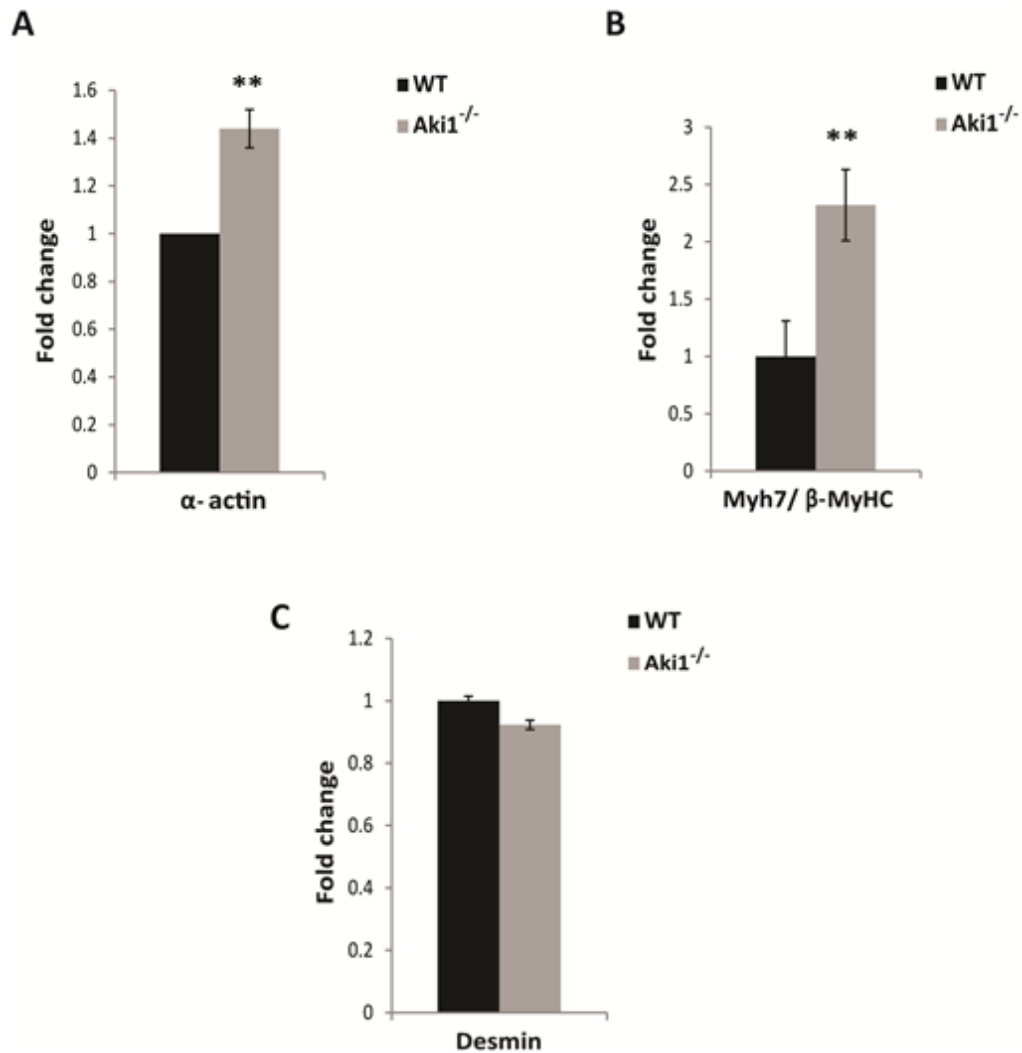 A
**
WT
Aki1-/-
1.6
1.4
1.2
1
0.8
0.6
0.4
0.2
0
Fold change
α- actin
B
**
WT
Aki1-/-
3
2.5
2
1.5
1
0.5
0
Fold change
Myh7/ β-MyHC
C
WT
Aki1-/-
1.2
1
0.8
0.6
0.4
0.2
0
Fold change
Desmin